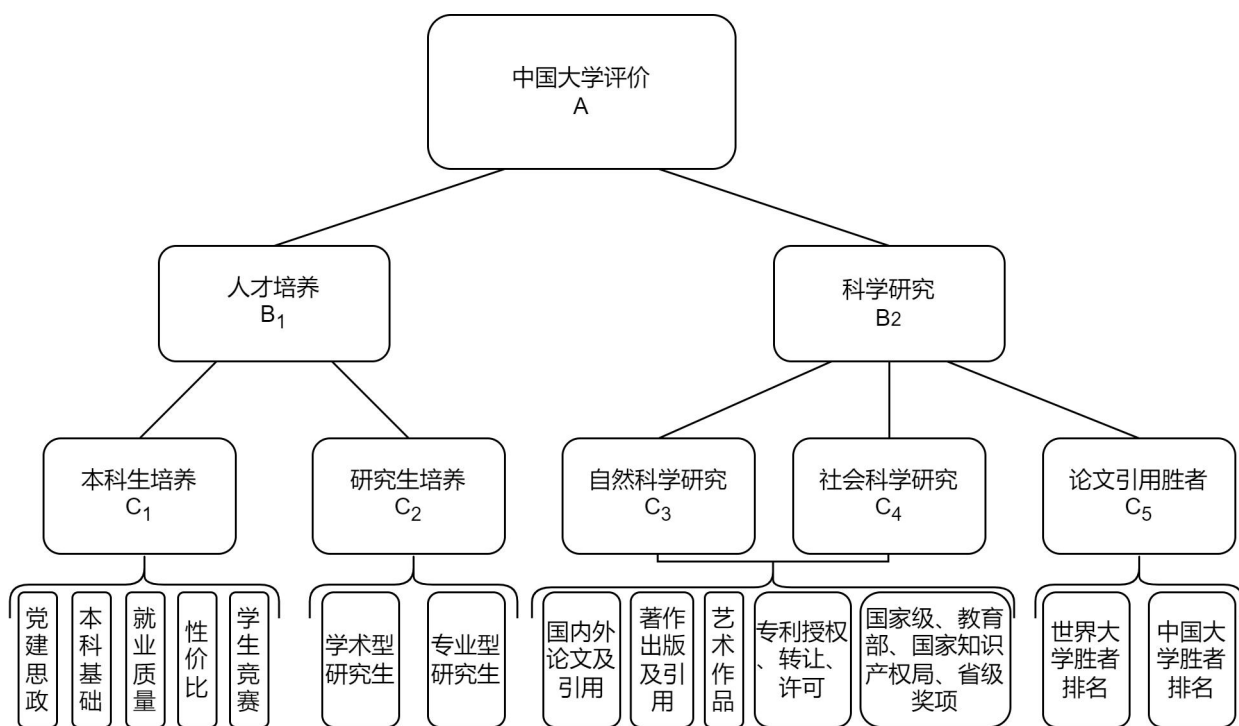 中国大学评价
A
人才培养
B1
科学研究
B2
本科生培养
C1
研究生培养
C2
自然科学研究
C3
社会科学研究
C4
论文引用胜者
C5
党建思政
本科基础
就业质量
性价比
学生竞赛
学术型
研究生
专业型
研究生
国内外
论文及
引用
著作
出版
及引
用
艺术作品
专利授权
、转让、
许可
国家级、教育
部、国家知识
产权局、省级
奖项
世界大
学胜者
排名
中国大
学胜者
排名